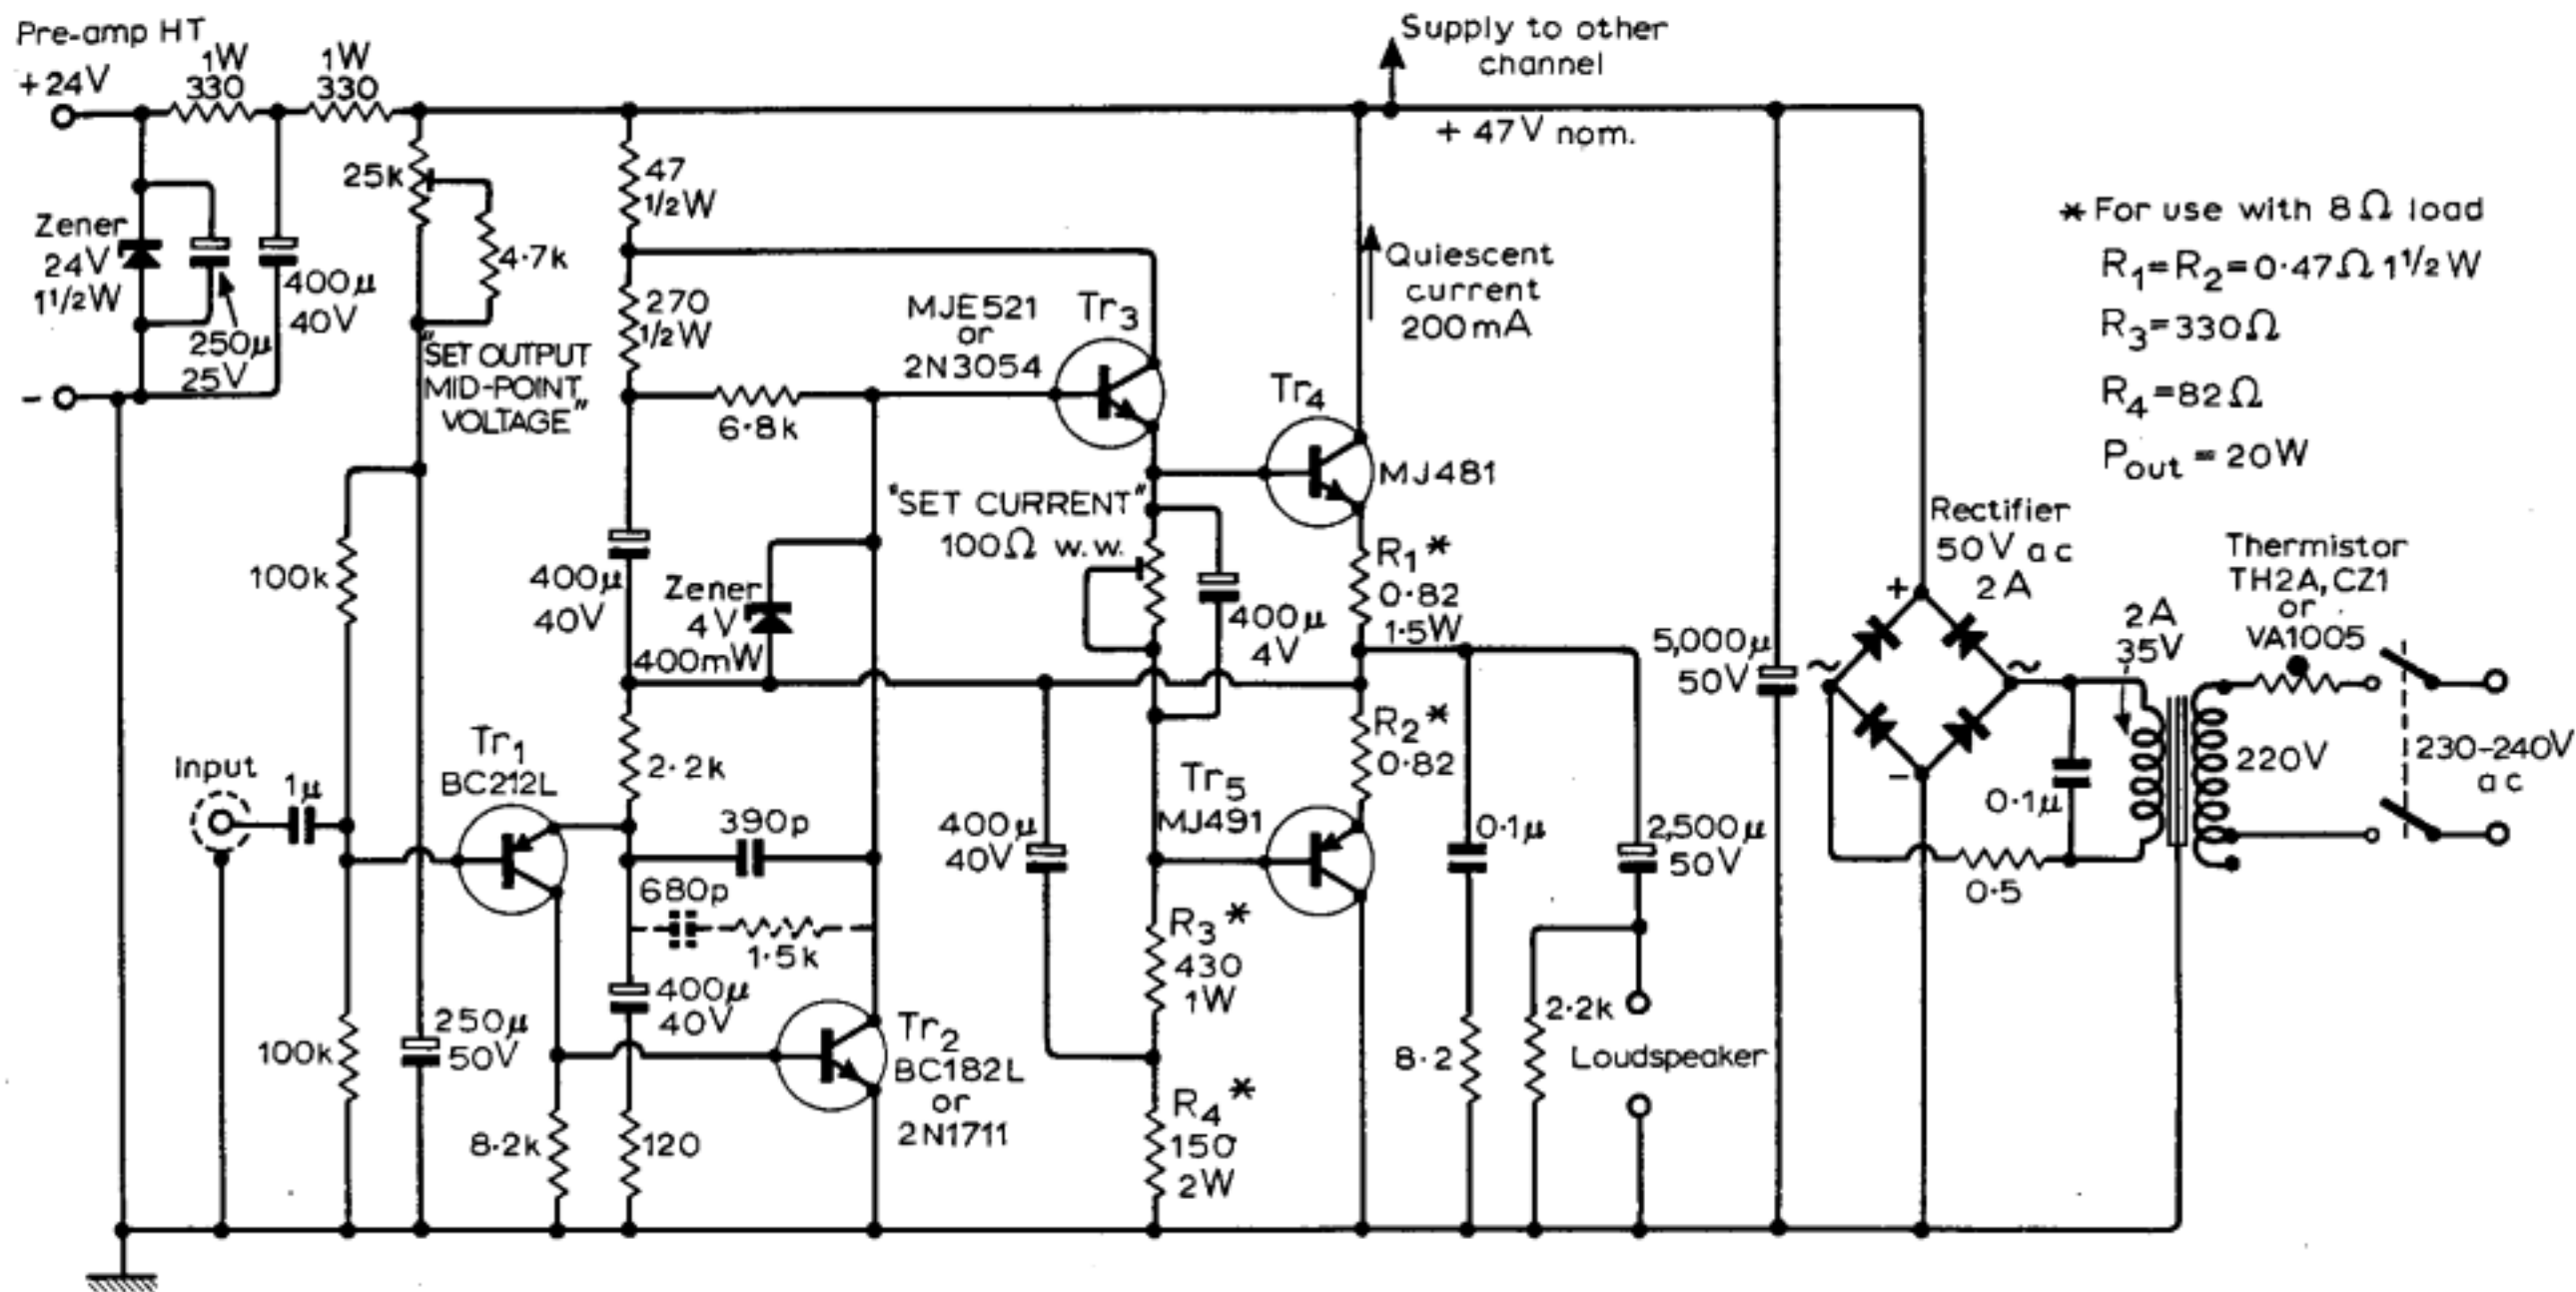 Pre-amp HT
+24V
1W
330
1W
330
Supply to other
channel
+ 47V nom.
25k
47
1/2W
Zener
24V
1 1/2W
4·7k
400μ
40V
250μ
25V
"SET OUTPUT
MID-POINT
VOLTAGE"
270
1/2W
MJE521
or
2N3054
Tr3
Quiescent
current
200mA
* For use with 8Ω load
R1=R2=0·47Ω 1 1/2W
R3=330Ω
R4=82Ω
Pout = 20W
6·8k
Tr4
MJ481
"SET CURRENT"
100Ω w.w.
100k
400μ
40V
Zener
4V
400mW
400μ
4V
R1*
0·82
1·5W
5,000μ
50V
Rectifier
50V ac
2A
+
~
~
−
2A
35V
Thermistor
TH2A, CZ1
or
VA1005
220V
230-240V
ac
0·1μ
0·5
Input
1μ
Tr1
BC212L
2·2k
390p
680p
1·5k
400μ
40V
Tr5
MJ491
R2*
0·82
0·1μ
2,500μ
50V
R3*
430
1W
400μ
40V
Tr2
BC182L
or
2N1711
100k
250μ
50V
8·2k
120
R4*
150
2W
8·2
2·2k
Loudspeaker
−